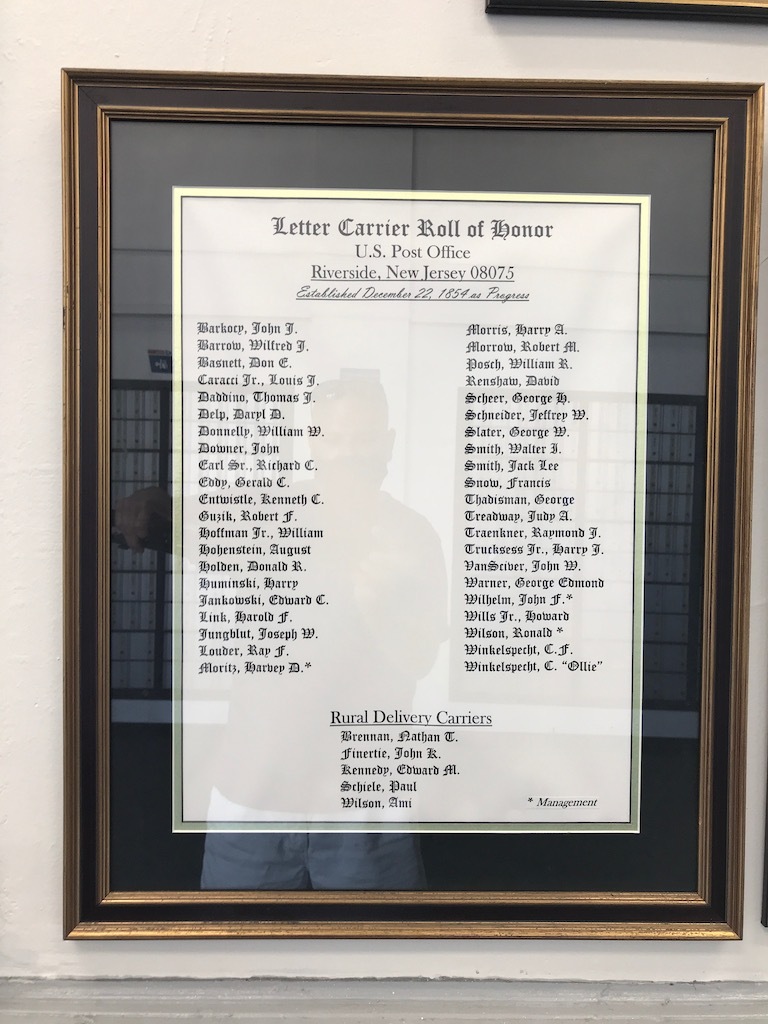 Letter Carrier Roll of Honor
U.S. Post Office
Riverside, New Jersey 08075
Established December 22, 1854 as Progress
Barkocy, John J.
Barrow, Wilfred J.
Basnett, Don E.
Caracci Jr., Louis J.
Daddino, Thomas J.
Delp, Daryl D.
Donnelly, William W.
Downer, John
Earl Sr., Richard C.
Eddy, Gerald C.
Entwistle, Kenneth C.
Guzik, Robert F.
Hoffman Jr., William
Hohenstein, August
Holden, Donald R.
Huminski, Harry
Jankowski, Edward C.
Link, Harold F.
Jungblut, Joseph W.
Louder, Ray F.
Moritz, Harvey D.*
Morris, Harry A.
Morrow, Robert M.
Posch, William R.
Renshaw, David
Scheer, George H.
Schneider, Jeffrey W.
Slater, George W.
Smith, Walter I.
Smith, Jack Lee
Snow, Francis
Thadisman, George
Treadway, Judy A.
Traenkner, Raymond J.
Trucksess Jr., Harry J.
VanSciver, John W.
Warner, George Edmond
Wilhelm, John F.*
Wills Jr., Howard
Wilson, Ronald *
Winkelspecht, C. F.
Winkelspecht, C. “Ollie”
Rural Delivery Carriers
Brennan, Nathan T.
Finertie, John K.
Kennedy, Edward M.
Schiele, Paul
Wilson, Ami
* Management